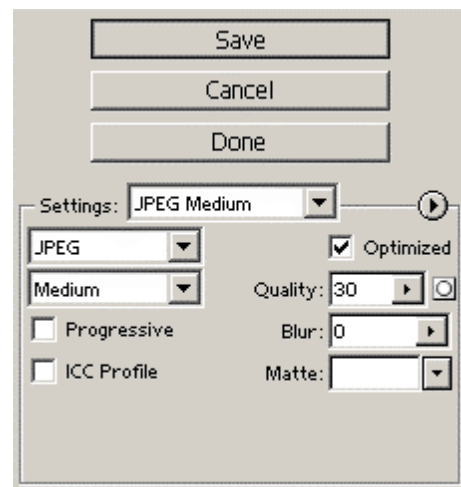 Save
Cancel
Done
Settings: JPEG Medium
JPEG Optimized
Medium Quality: 30
Progressive Blur: 0
ICC Profile Matte: